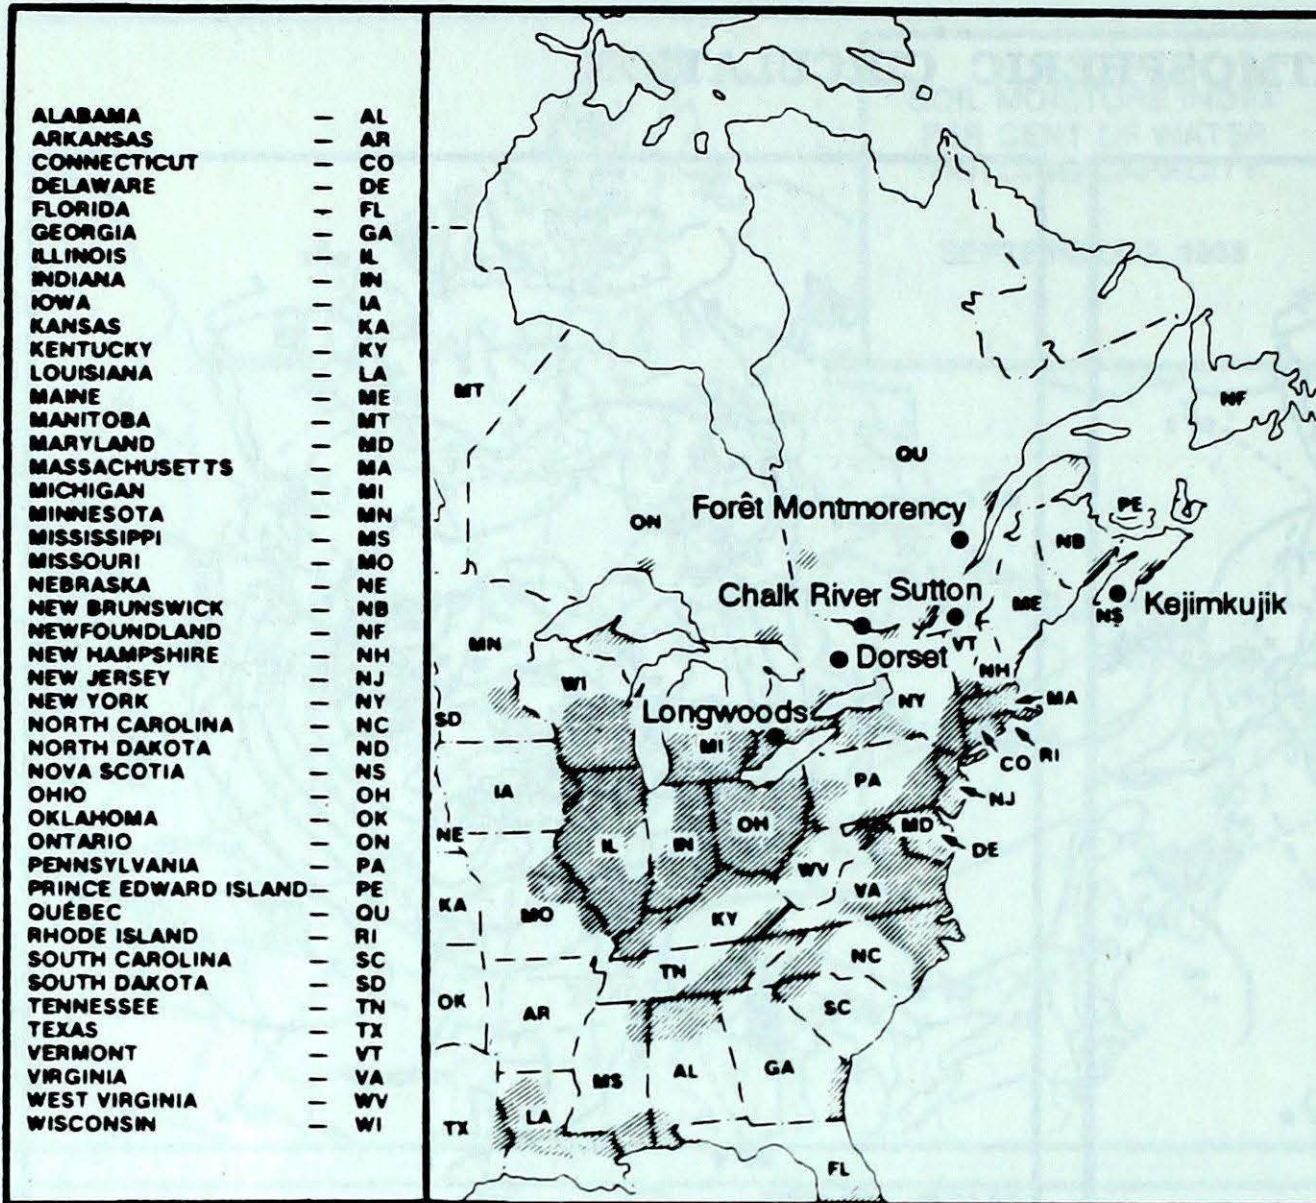 ALABAMA – AL
ARKANSAS – AR
CONNECTICUT – CO
DELAWARE – DE
FLORIDA – FL
GEORGIA – GA
ILLINOIS – IL
INDIANA – IN
IOWA – IA
KANSAS – KA
KENTUCKY – KY
LOUISIANA – LA
MAINE – ME
MANITOBA – MT
MARYLAND – MD
MASSACHUSETTS – MA
MICHIGAN – MI
MINNESOTA – MN
MISSISSIPPI – MS
MISSOURI – MO
NEBRASKA – NE
NEW BRUNSWICK – NB
NEWFOUNDLAND – NF
NEW HAMPSHIRE – NH
NEW JERSEY – NJ
NEW YORK – NY
NORTH CAROLINA – NC
NORTH DAKOTA – ND
NOVA SCOTIA – NS
OHIO – OH
OKLAHOMA – OK
ONTARIO – ON
PENNSYLVANIA – PA
PRINCE EDWARD ISLAND – PE
QUÉBEC – QU
RHODE ISLAND – RI
SOUTH CAROLINA – SC
SOUTH DAKOTA – SD
TENNESSEE – TN
TEXAS – TX
VERMONT – VT
VIRGINIA – VA
WEST VIRGINIA – WV
WISCONSIN – WI
MT
NF
QU
Forêt Montmorency
PE
ON
NB
Chalk River
Sutton
ME
NS
Kejimkujik
MN
VT
Dorset
NH
WI
NY
MA
SD
Longwoods
MI
CO
RI
IA
PA
NJ
NE
IL
IN
OH
MD
DE
WV
KA
MO
KY
VA
TN
NC
OK
AR
SC
MS
AL
GA
TX
LA
FL